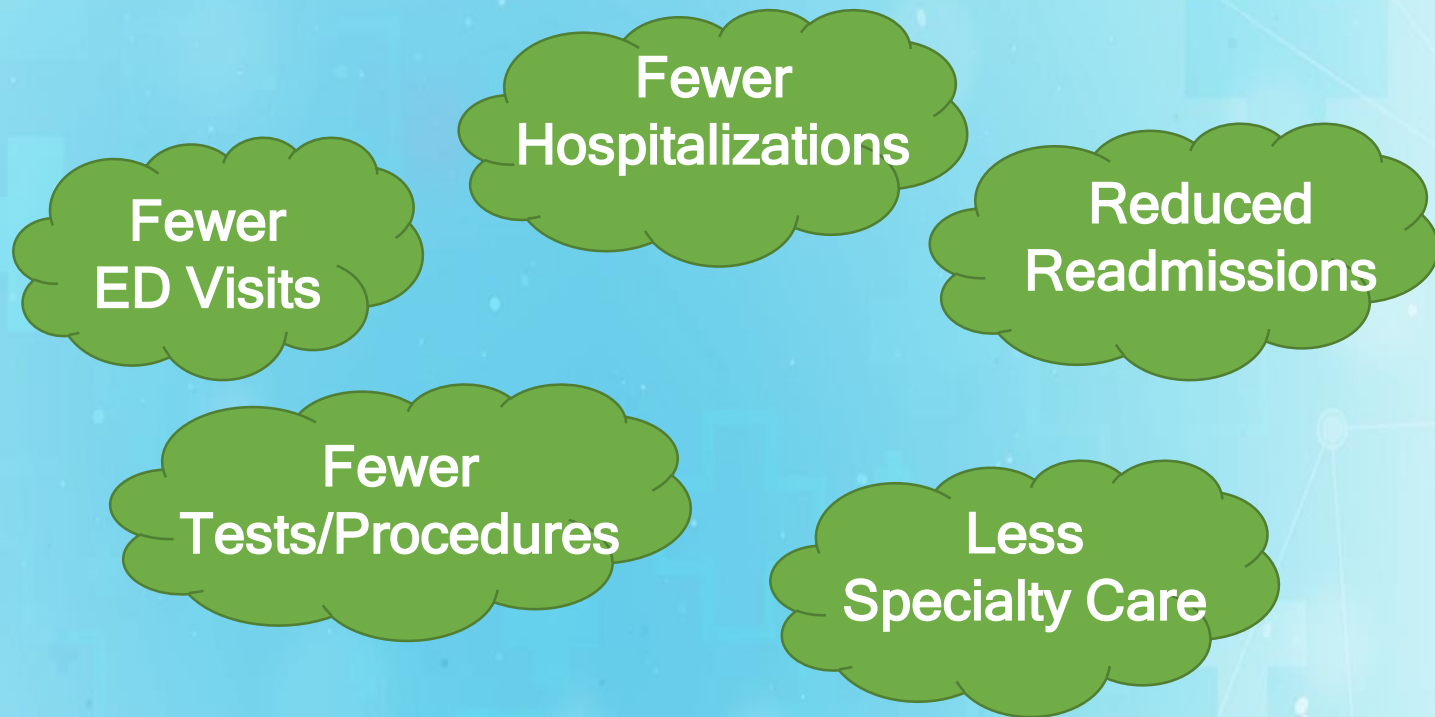 Fewer
Hospitalizations
Fewer
ED Visits
Reduced
Readmissions
Fewer
Tests/Procedures
Less
Specialty Care